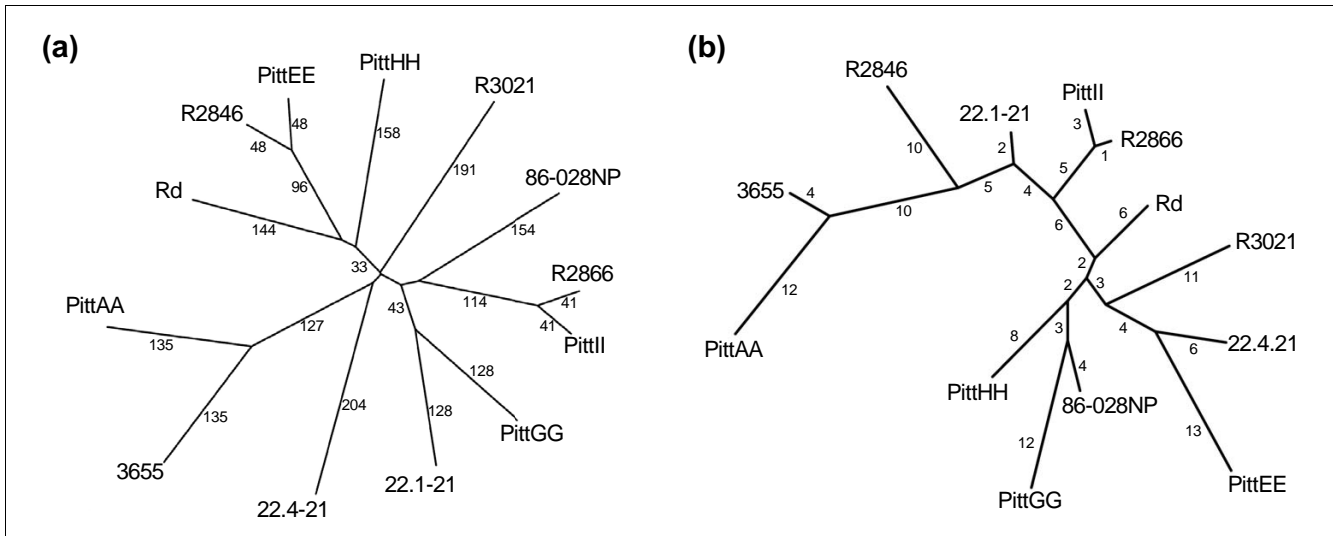 (a)
PittHH
PittEE
R3021
R2846
48
158
48
86-028NP
191
96
Rd
154
144
33
R2866
114
41
43
PittAA
127
41
PittII
135
128
204
128
135
PittGG
3655
22.1-21
22.4-21
(b)
R2846
PittII
22.1-21
3
R2866
10
2
1
5
3655
4
5
4
10
6
Rd
6
R3021
2
11
2
3
12
4
3
6
22.4.21
PittAA
8
4
PittHH
86-028NP
12
13
PittEE
PittGG